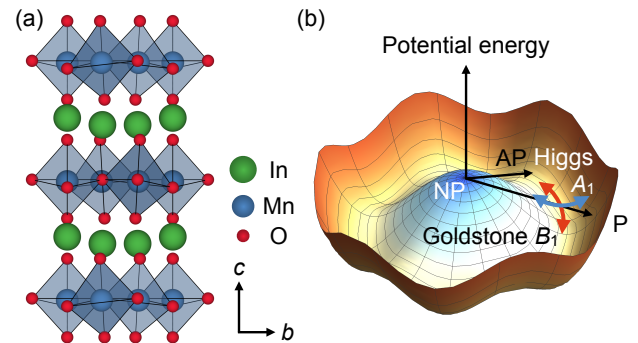 (a)
In
Mn
O
c
b
(b)
Potential energy
AP
Higgs
NP
A₁
P
Goldstone B₁